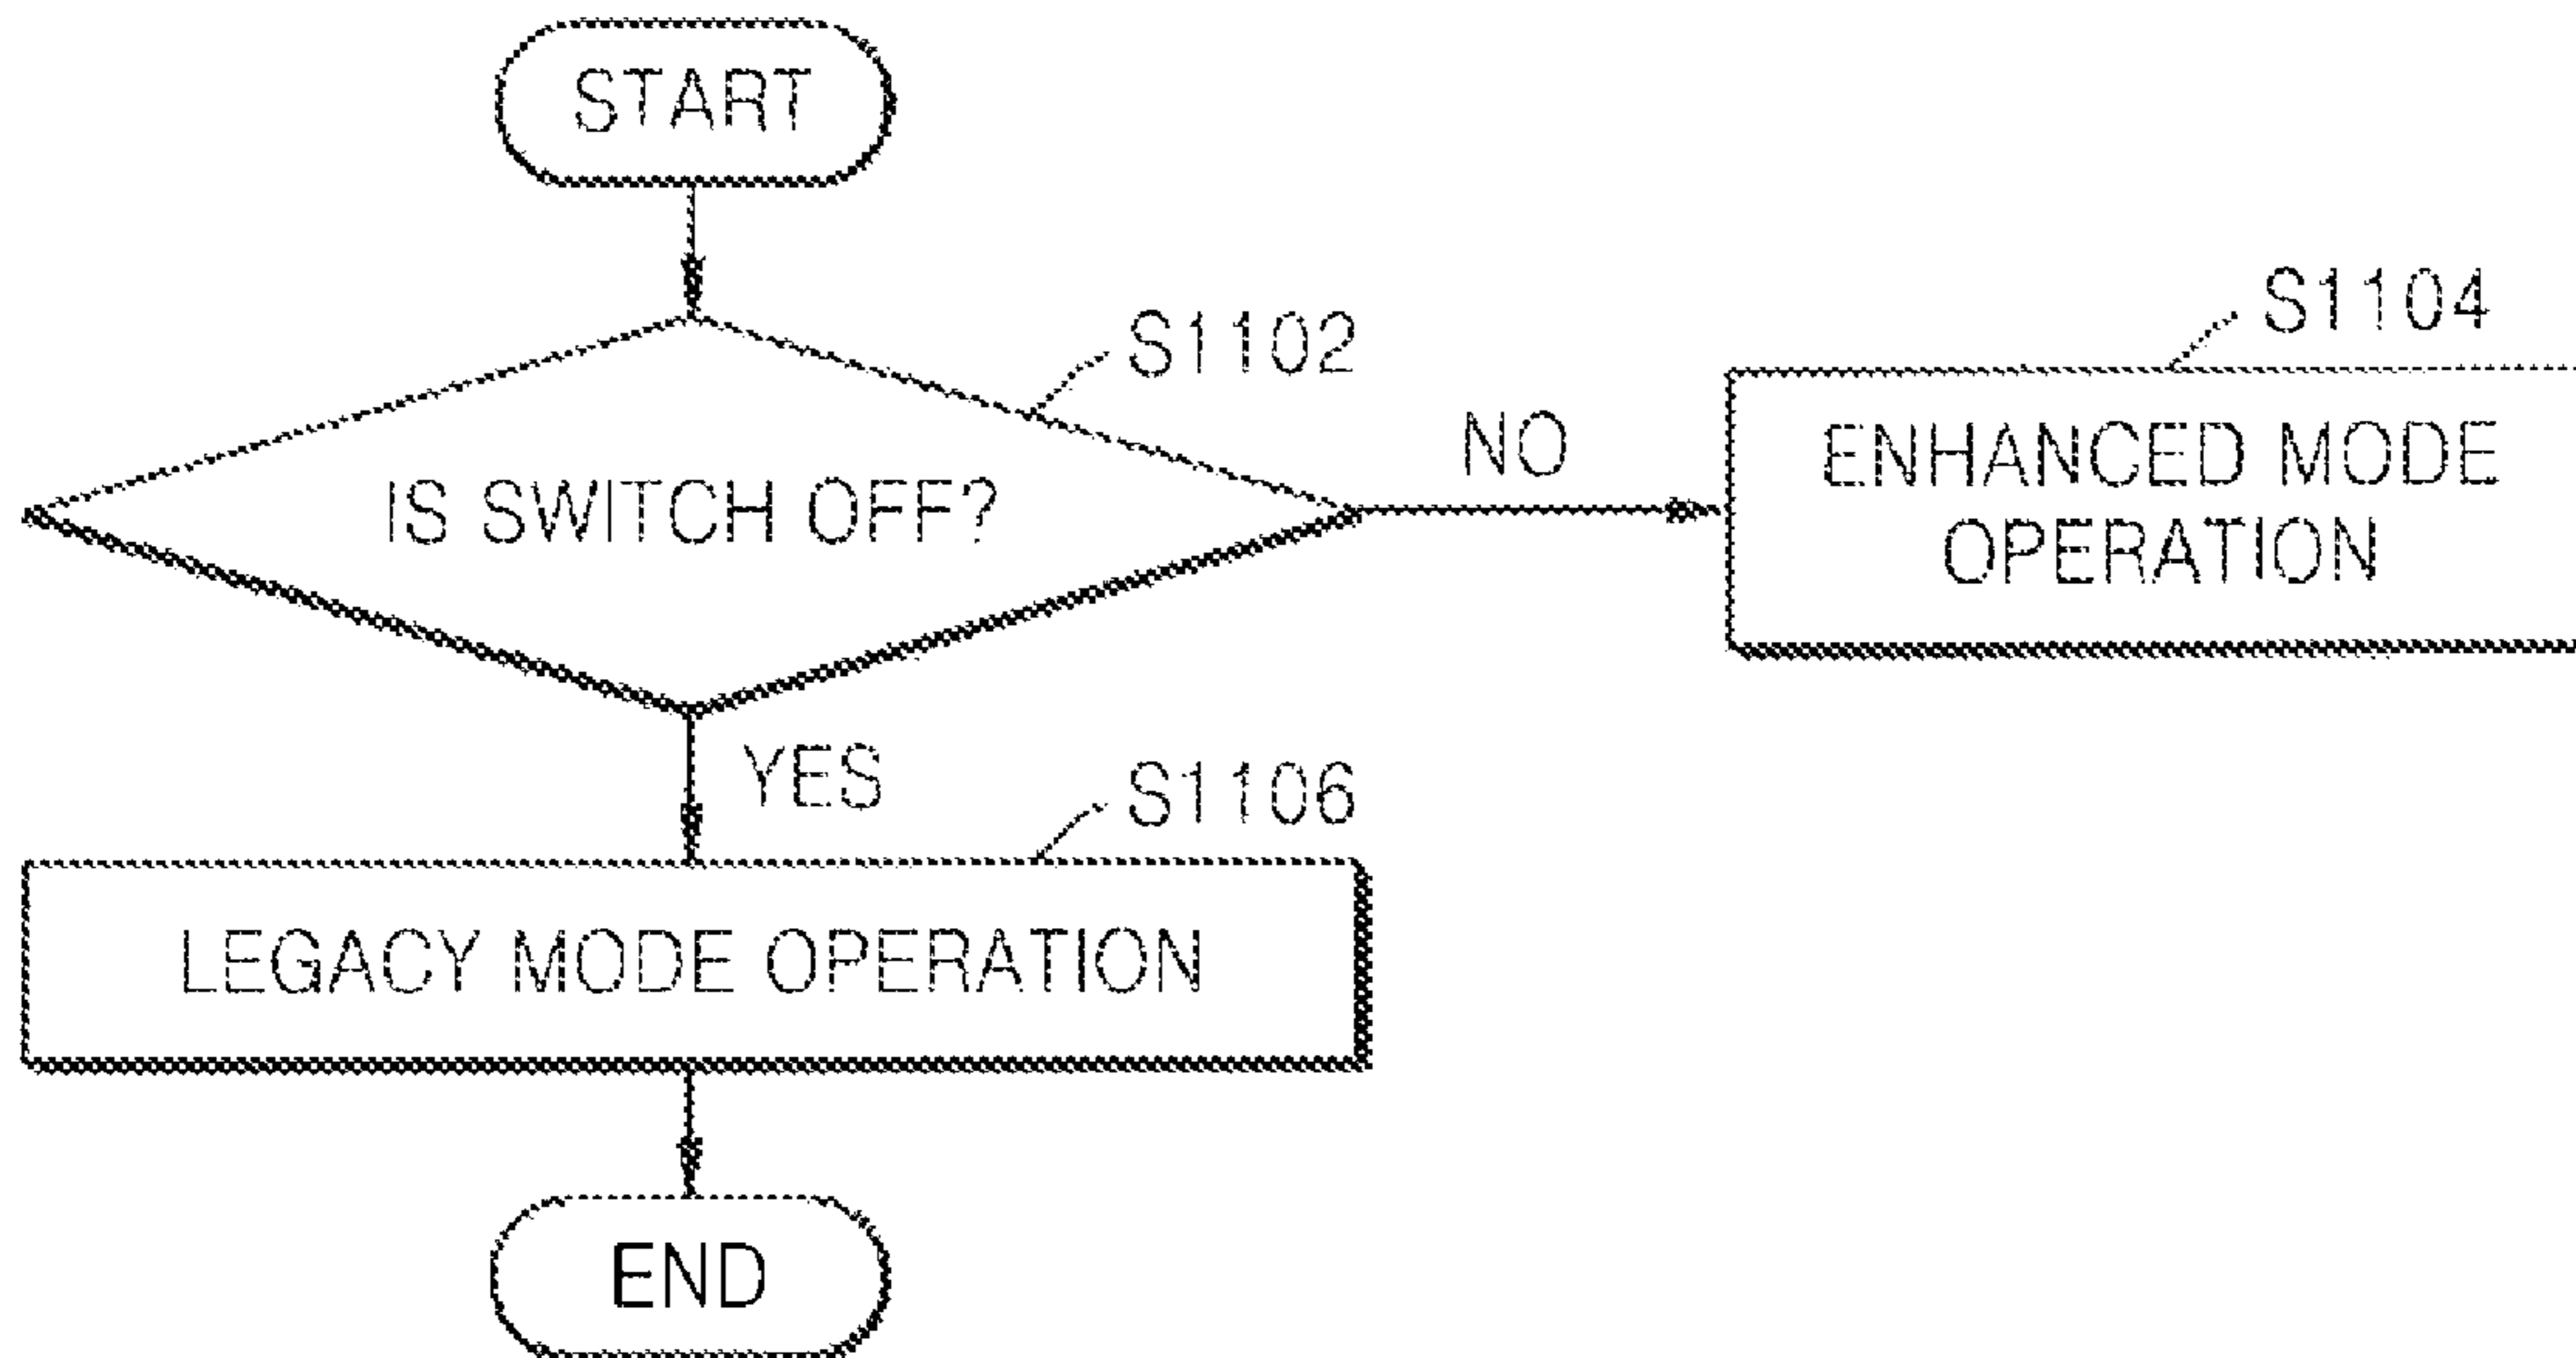 START
S1102
IS SWITCH OFF?
NO
S1104
ENHANCED MODE
OPERATION
YES
S1106
LEGACY MODE OPERATION
END